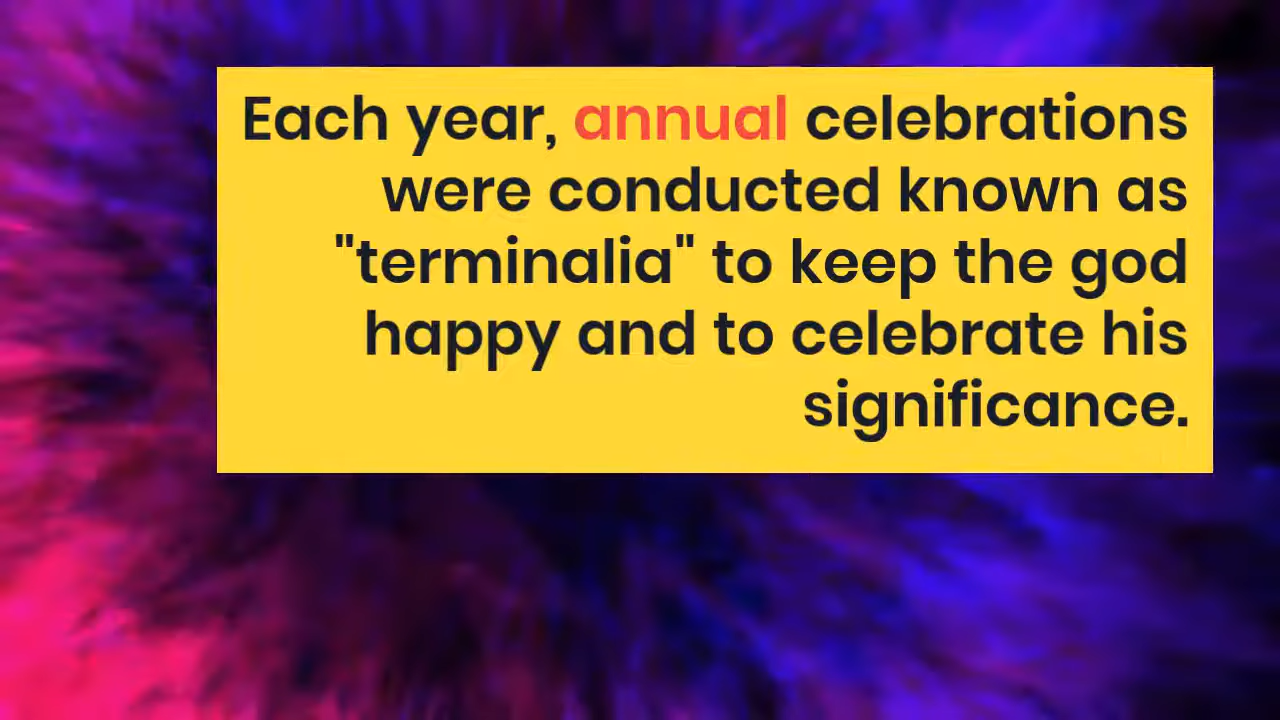 Each year, annual celebrations
were conducted known as
"terminalia" to keep the god
happy and to celebrate his
significance.